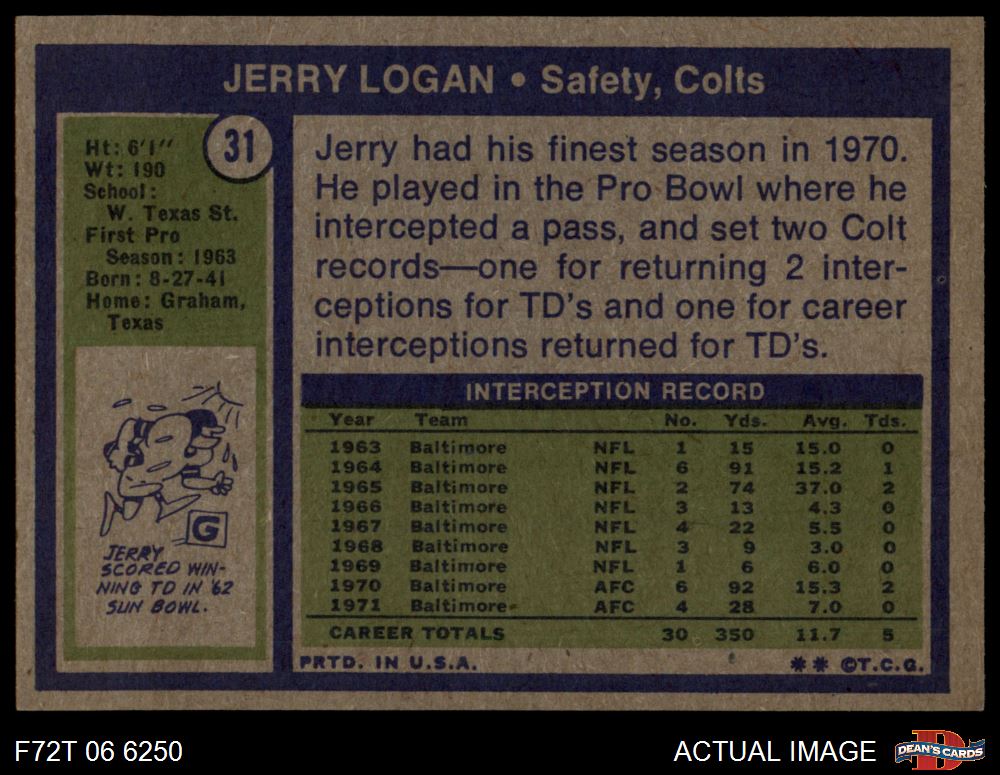 JERRY LOGAN • Safety, Colts
31
Ht: 6'1"
Wt: 190
School:
W. Texas St.
First Pro
Season: 1963
Born: 8-27-41
Home: Graham,
Texas
G
JERRY
SCORED WIN-
NING TD IN '62
SUN BOWL.
Jerry had his finest season in 1970.
He played in the Pro Bowl where he
intercepted a pass, and set two Colt
records—one for returning 2 inter-
ceptions for TD's and one for career
interceptions returned for TD's.
INTERCEPTION RECORD
Year Team No. Yds. Avg. Tds.
1963 Baltimore NFL 1 15 15.0 0
1964 Baltimore NFL 6 91 15.2 1
1965 Baltimore NFL 2 74 37.0 2
1966 Baltimore NFL 3 13 4.3 0
1967 Baltimore NFL 4 22 5.5 0
1968 Baltimore NFL 3 9 3.0 0
1969 Baltimore NFL 1 6 6.0 0
1970 Baltimore AFC 6 92 15.3 2
1971 Baltimore AFC 4 28 7.0 0
CAREER TOTALS 30 350 11.7 5
PRTD. IN U.S.A. ** ©T.C.G.
F72T 06 6250 ACTUAL IMAGE
D
DEAN'S CARDS